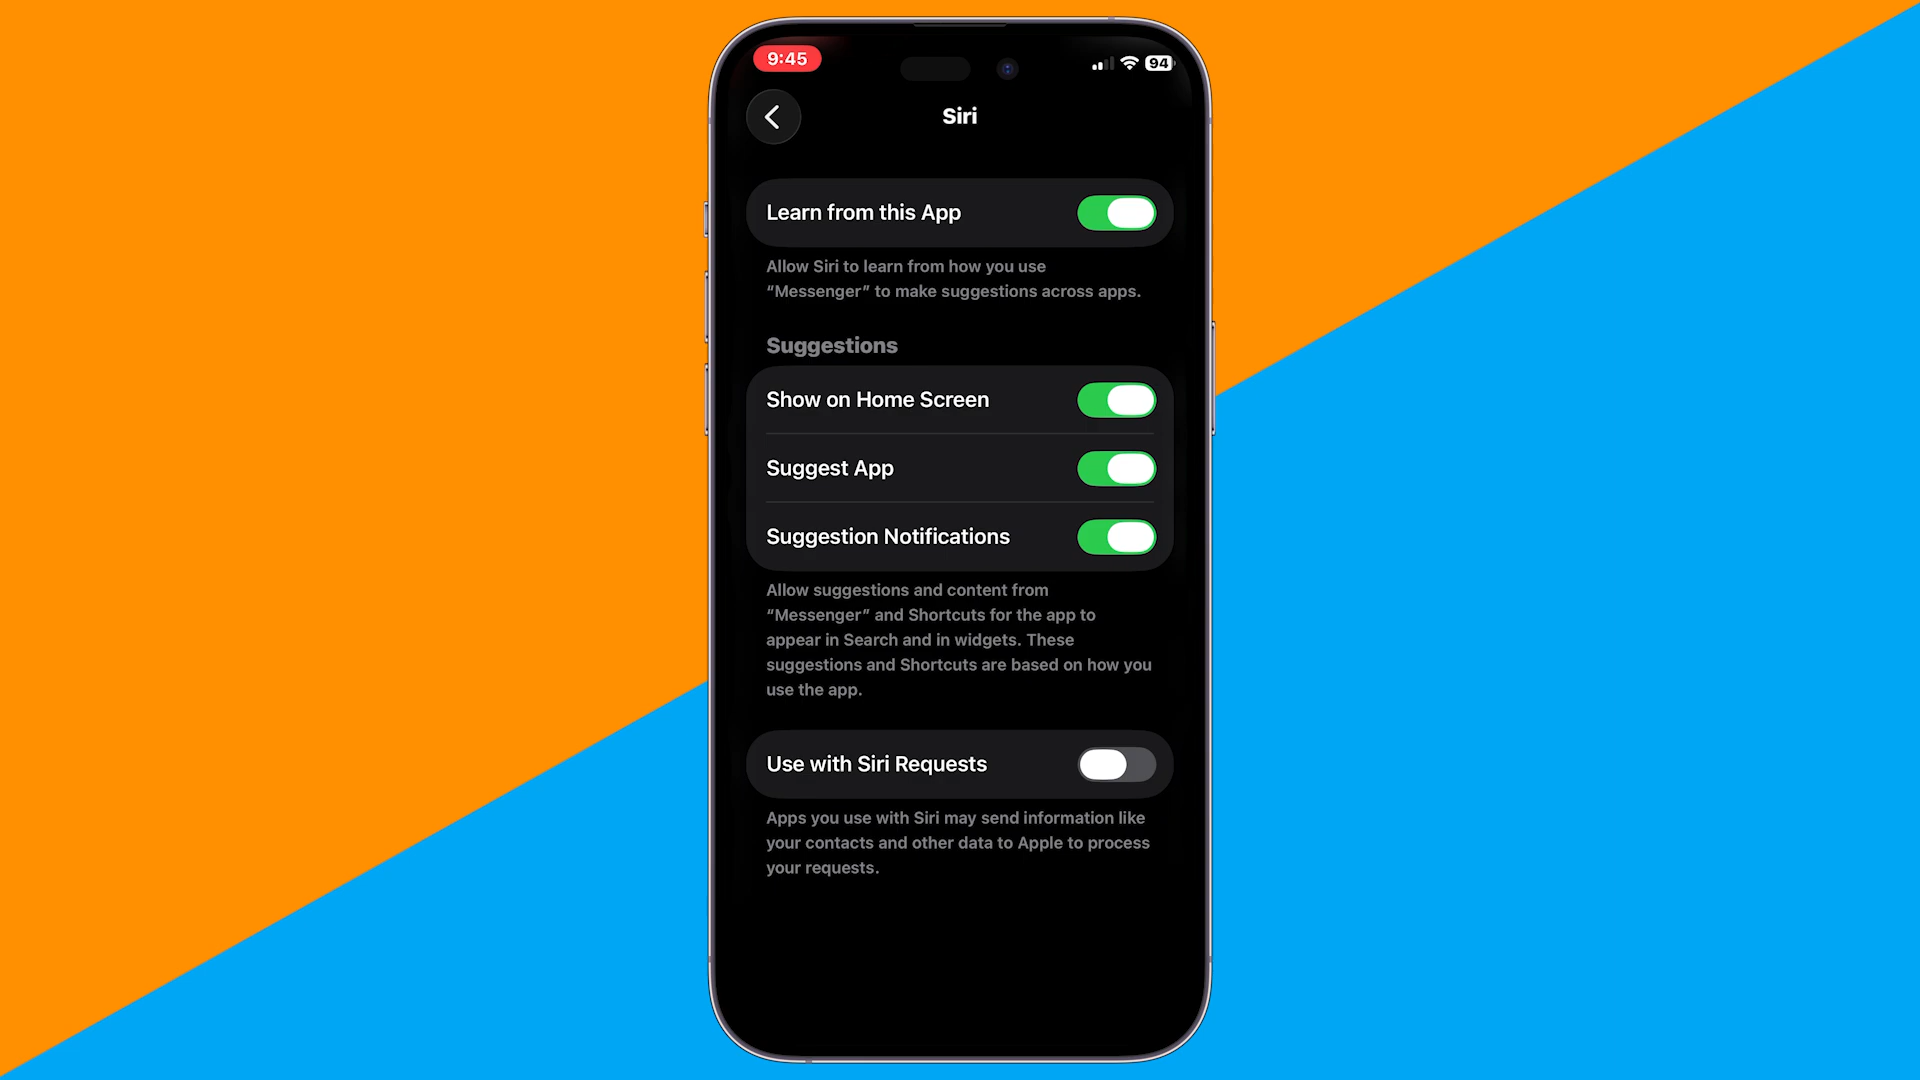 9:45
94
Siri
Learn from this App
Allow Siri to learn from how you use
“Messenger” to make suggestions across apps.
Suggestions
Show on Home Screen
Suggest App
Suggestion Notifications
Allow suggestions and content from
“Messenger” and Shortcuts for the app to
appear in Search and in widgets. These
suggestions and Shortcuts are based on how you
use the app.
Use with Siri Requests
Apps you use with Siri may send information like
your contacts and other data to Apple to process
your requests.